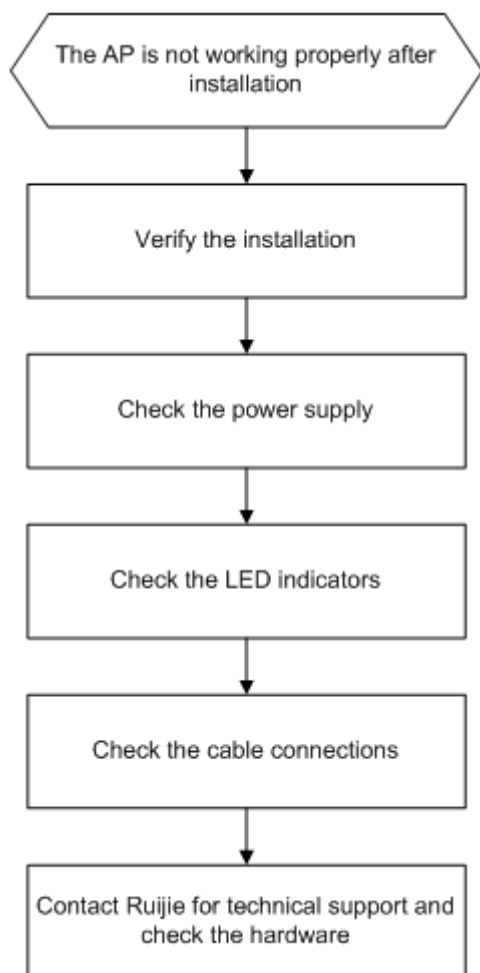 The AP is not working properly after
installation
Verify the installation
Check the power supply
Check the LED indicators
Check the cable connections
Contact Ruijie for technical support and
check the hardware